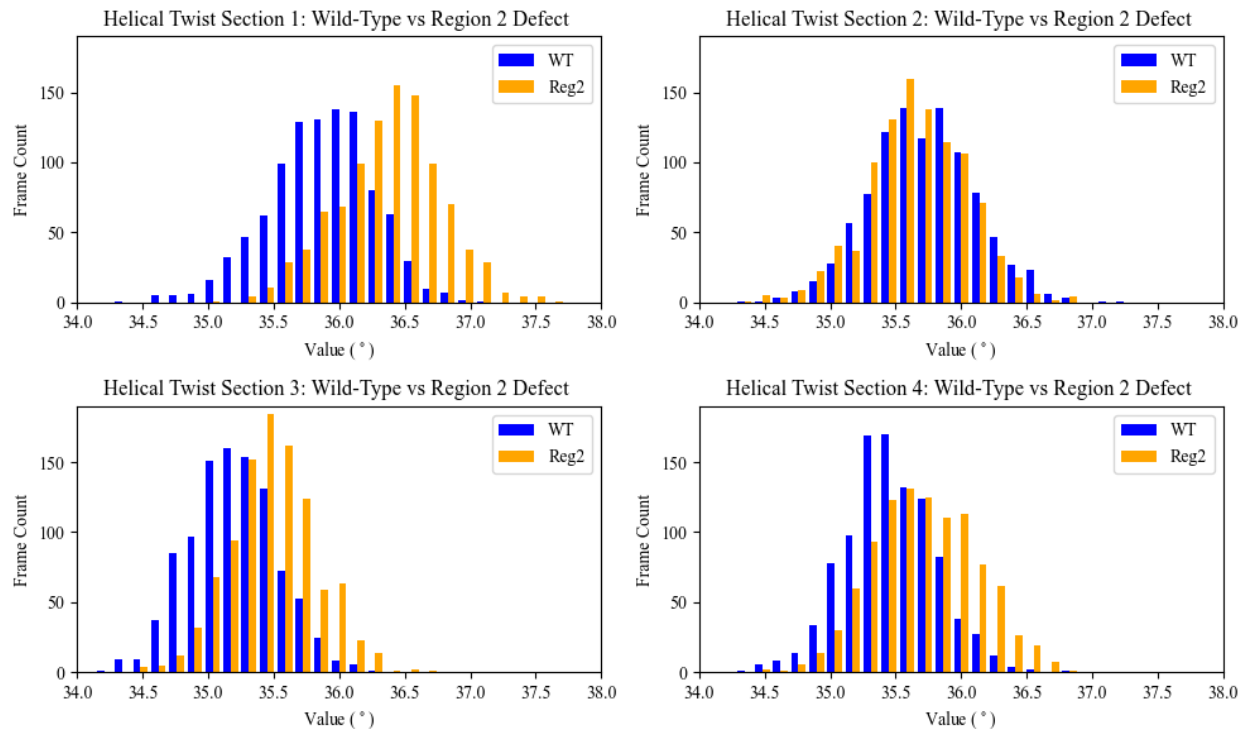 Helical Twist Section 1: Wild-Type vs Region 2 Defect
Frame Count
150
100
50
0
34.0 34.5 35.0 35.5 36.0 36.5 37.0 37.5 38.0
Value (°)
WT
Reg2
Helical Twist Section 2: Wild-Type vs Region 2 Defect
Frame Count
150
100
50
0
34.0 34.5 35.0 35.5 36.0 36.5 37.0 37.5 38.0
Value (°)
WT
Reg2
Helical Twist Section 3: Wild-Type vs Region 2 Defect
Frame Count
150
100
50
0
34.0 34.5 35.0 35.5 36.0 36.5 37.0 37.5 38.0
Value (°)
WT
Reg2
Helical Twist Section 4: Wild-Type vs Region 2 Defect
Frame Count
150
100
50
0
34.0 34.5 35.0 35.5 36.0 36.5 37.0 37.5 38.0
Value (°)
WT
Reg2